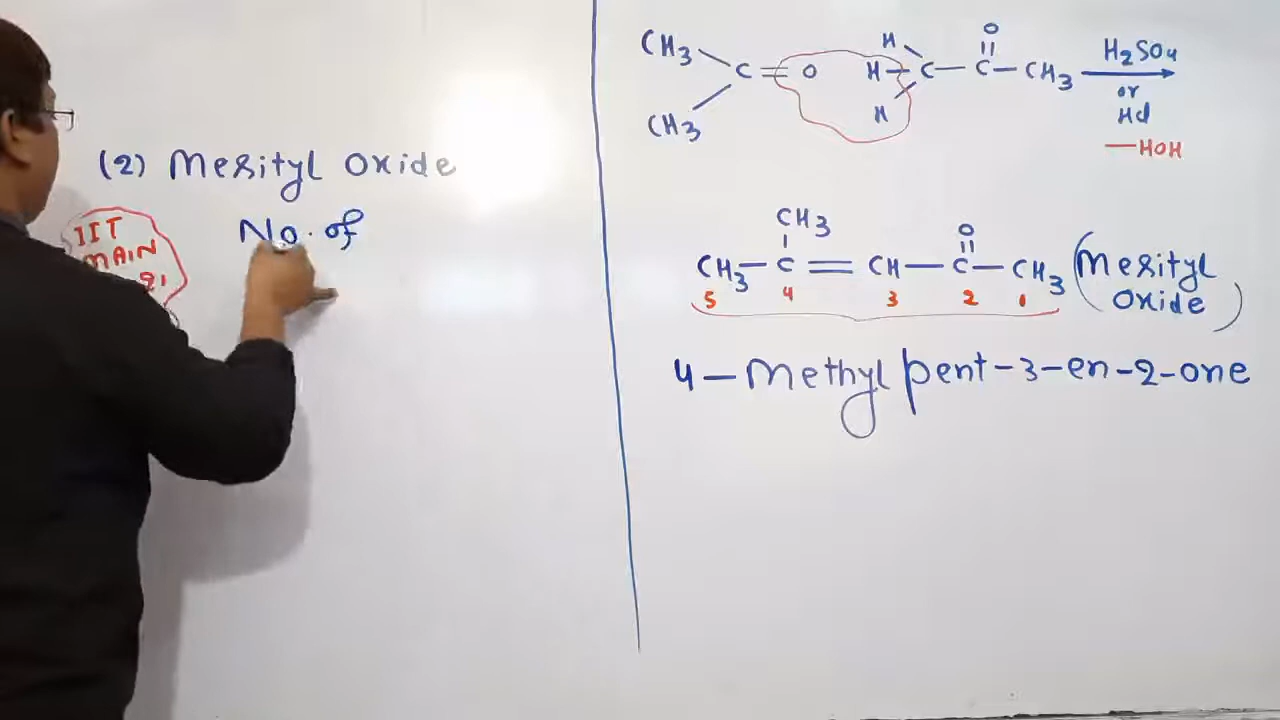 (2) Mesityl Oxide
IIT
MAIN
No. of
CH3
CH3
C = O
H
H — C — C — CH3
H
O
H2SO4
or
HCl
—HOH
CH3
O
CH3 — C = CH — C — CH3 (Mesityl
Oxide)
5 4 3 2 1
4-Methyl pent-3-en-2-one